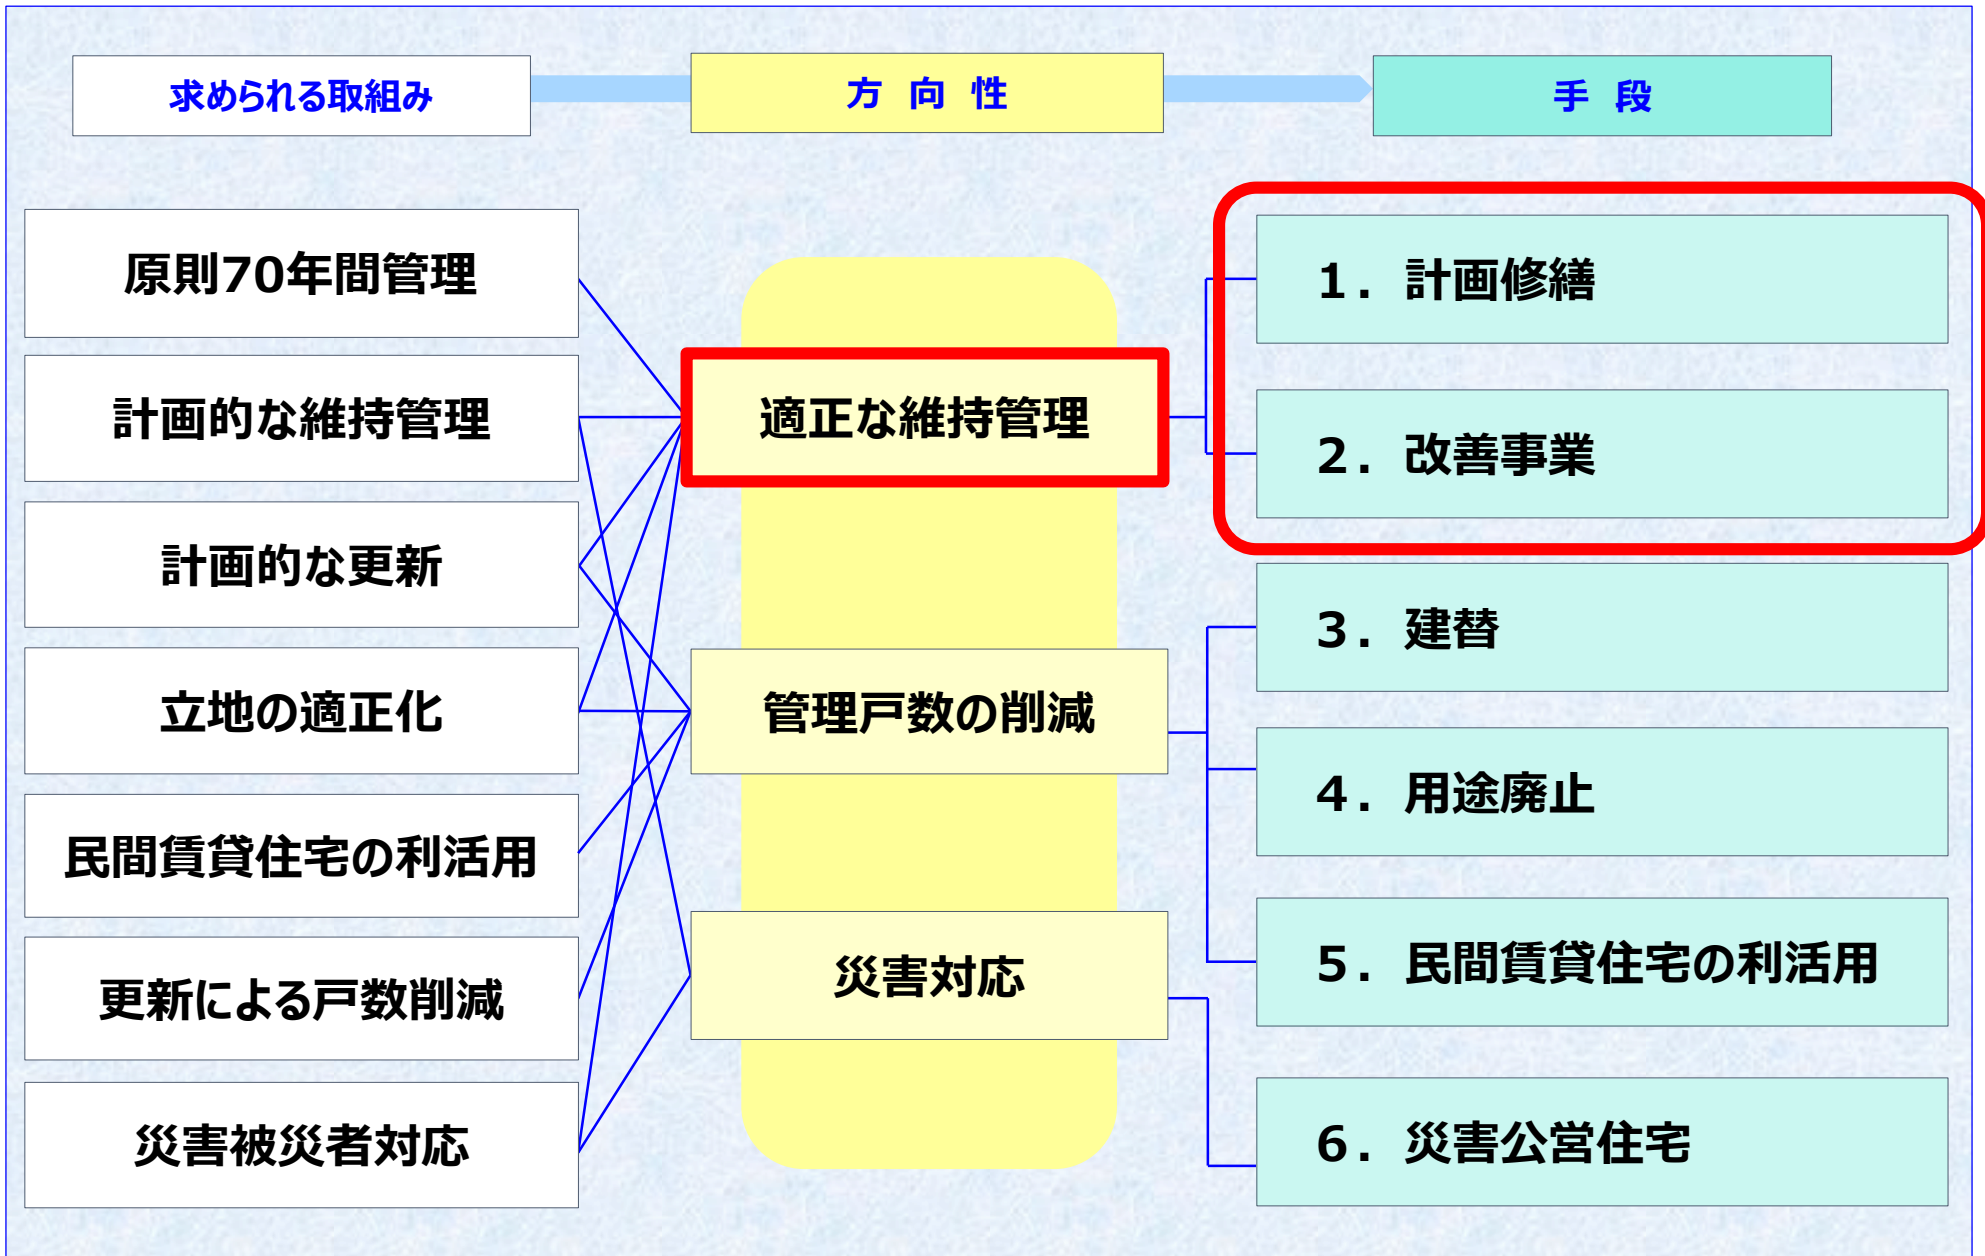 求められる取組み
方 向 性
手 段
原則70年間管理
計画的な維持管理
計画的な更新
立地の適正化
民間賃貸住宅の利活用
更新による戸数削減
災害被災者対応
適正な維持管理
管理戸数の削減
災害対応
1. 計画修繕
2. 改善事業
3. 建替
4. 用途廃止
5. 民間賃貸住宅の利活用
6. 災害公営住宅